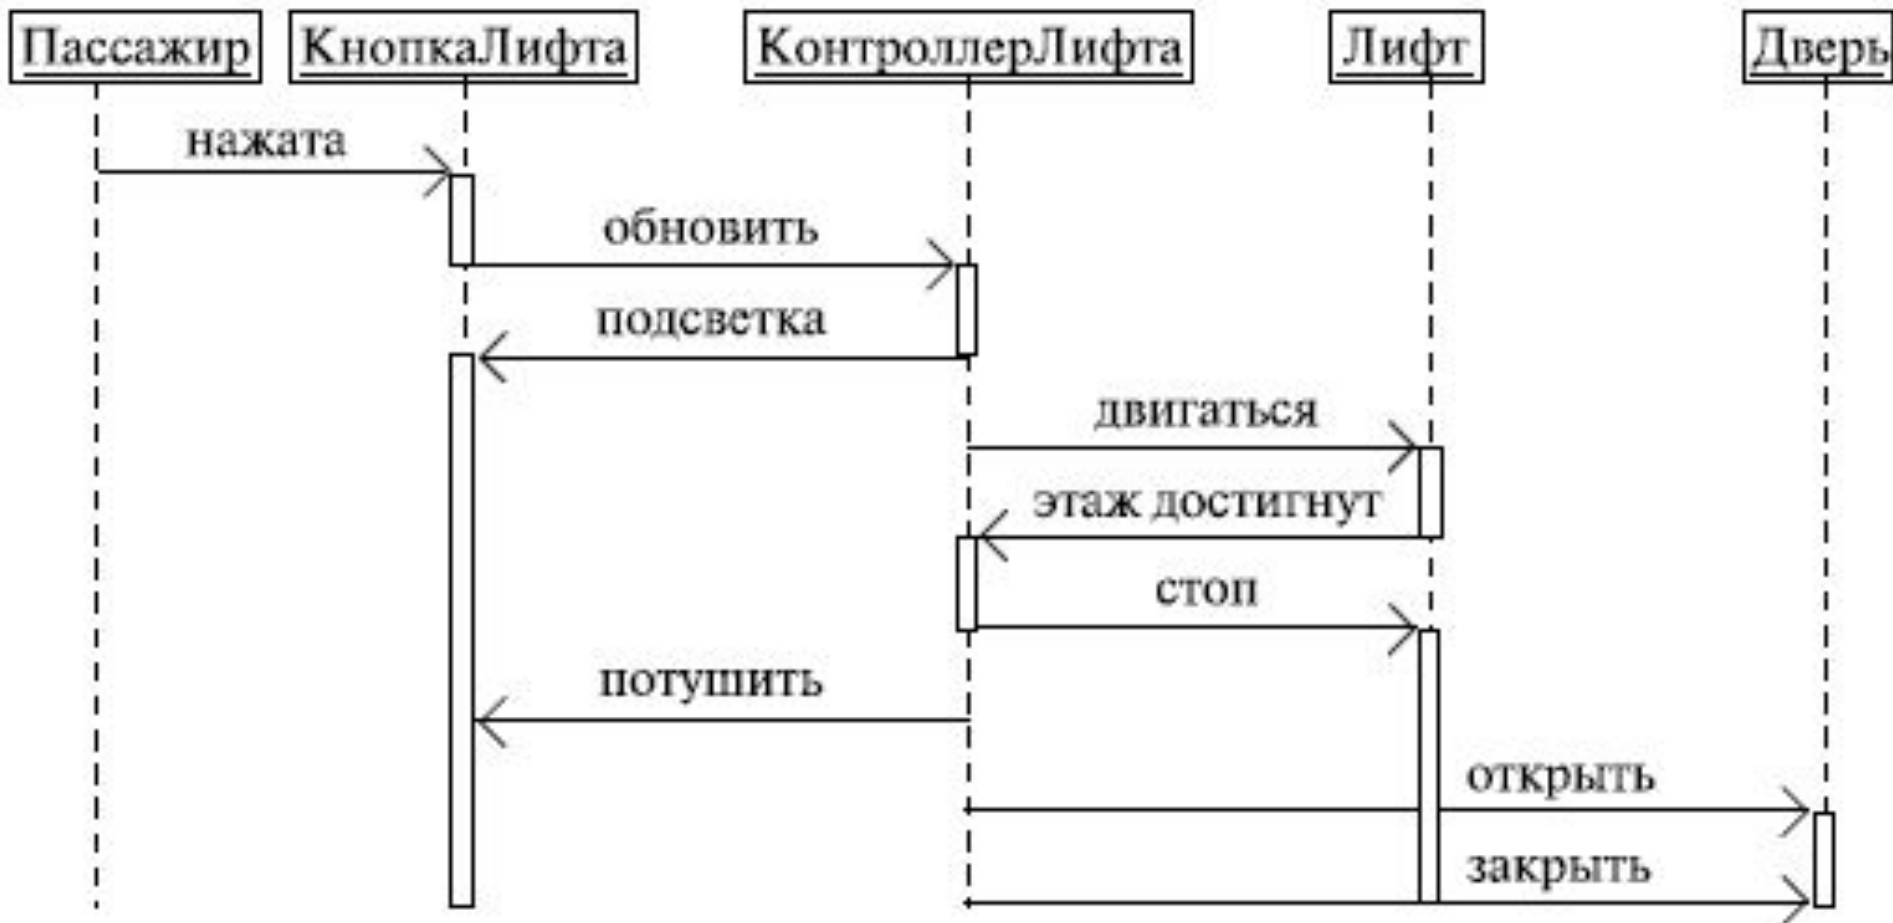 Пассажир
КнопкаЛифта
КонтроллерЛифта
Лифт
Дверь
нажата
обновить
подсветка
двигаться
этаж достигнут
стоп
потушить
открыть
закрыть